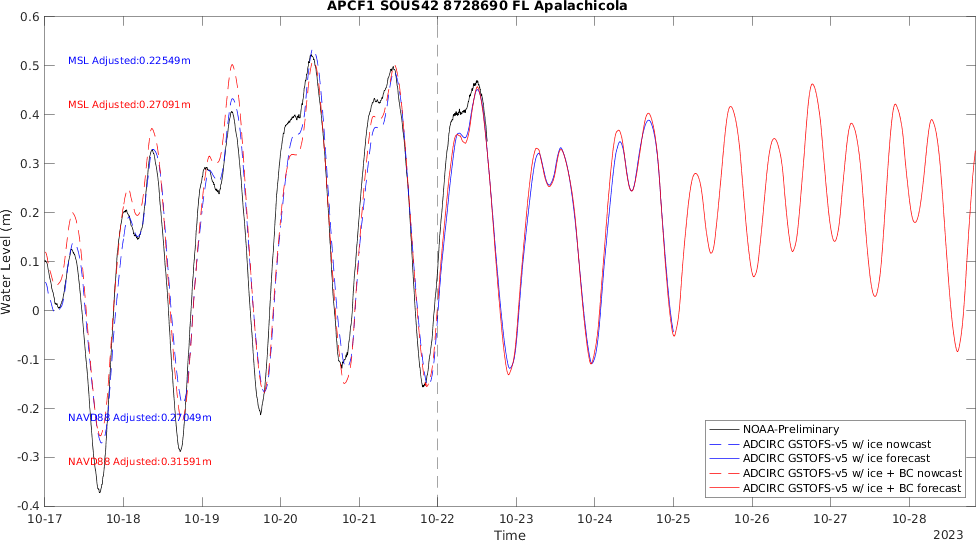 APCF1 SOUS42 8728690 FL Apalachicola
0.6
0.5
0.4
0.3
0.2
0.1
0
-0.1
-0.2
-0.3
-0.4
Water Level (m)
MSL Adjusted:0.22549m
MSL Adjusted:0.27091m
NAVD88 Adjusted:0.27049m
NAVD88 Adjusted:0.31591m
NOAA-Preliminary
ADCIRC GSTOFS-v5 w/ ice nowcast
ADCIRC GSTOFS-v5 w/ ice forecast
ADCIRC GSTOFS-v5 w/ ice + BC nowcast
ADCIRC GSTOFS-v5 w/ ice + BC forecast
10-17 10-18 10-19 10-20 10-21 10-22 10-23 10-24 10-25 10-26 10-27 10-28
Time
2023